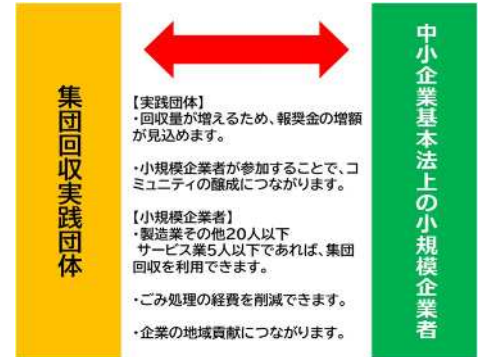 集団回収実践団体
【実践団体】
・回収量が増えるため、報奨金の増額
が見込めます。
・小規模企業者が参加することで、コ
ミュニティの醸成につながります。
【小規模企業者】
・製造業その他20人以下
サービス業5人以下であれば、集団
回収を利用できます。
・ごみ処理の経費を削減できます。
・企業の地域貢献につながります。
中小企業基本法上の小規模企業者